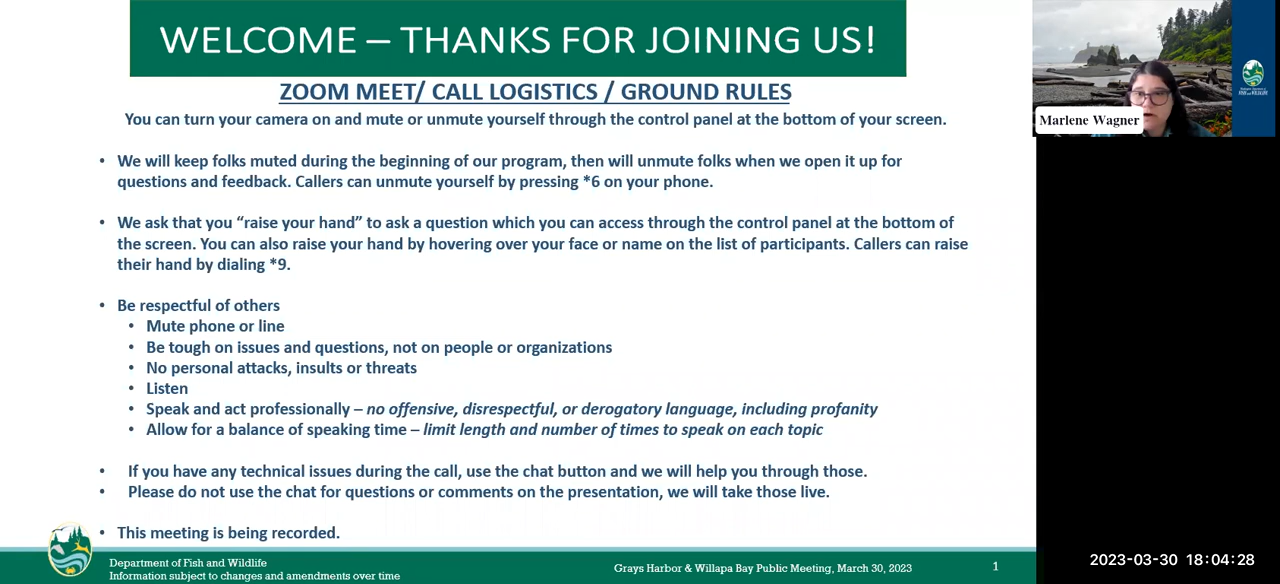 WELCOME – THANKS FOR JOINING US!
ZOOM MEET/ CALL LOGISTICS / GROUND RULES
You can turn your camera on and mute or unmute yourself through the control panel at the bottom of your screen.
• We will keep folks muted during the beginning of our program, then will unmute folks when we open it up for
questions and feedback. Callers can unmute yourself by pressing *6 on your phone.
• We ask that you “raise your hand” to ask a question which you can access through the control panel at the bottom of
the screen. You can also raise your hand by hovering over your face or name on the list of participants. Callers can raise
their hand by dialing *9.
• Be respectful of others
• Mute phone or line
• Be tough on issues and questions, not on people or organizations
• No personal attacks, insults or threats
• Listen
• Speak and act professionally – no offensive, disrespectful, or derogatory language, including profanity
• Allow for a balance of speaking time – limit length and number of times to speak on each topic
• If you have any technical issues during the call, use the chat button and we will help you through those.
• Please do not use the chat for questions or comments on the presentation, we will take those live.
• This meeting is being recorded.
Department of Fish and Wildlife
Information subject to changes and amendments over time
Grays Harbor & Willapa Bay Public Meeting, March 30, 2023
1
Marlene Wagner
2023-03-30 18:04:28